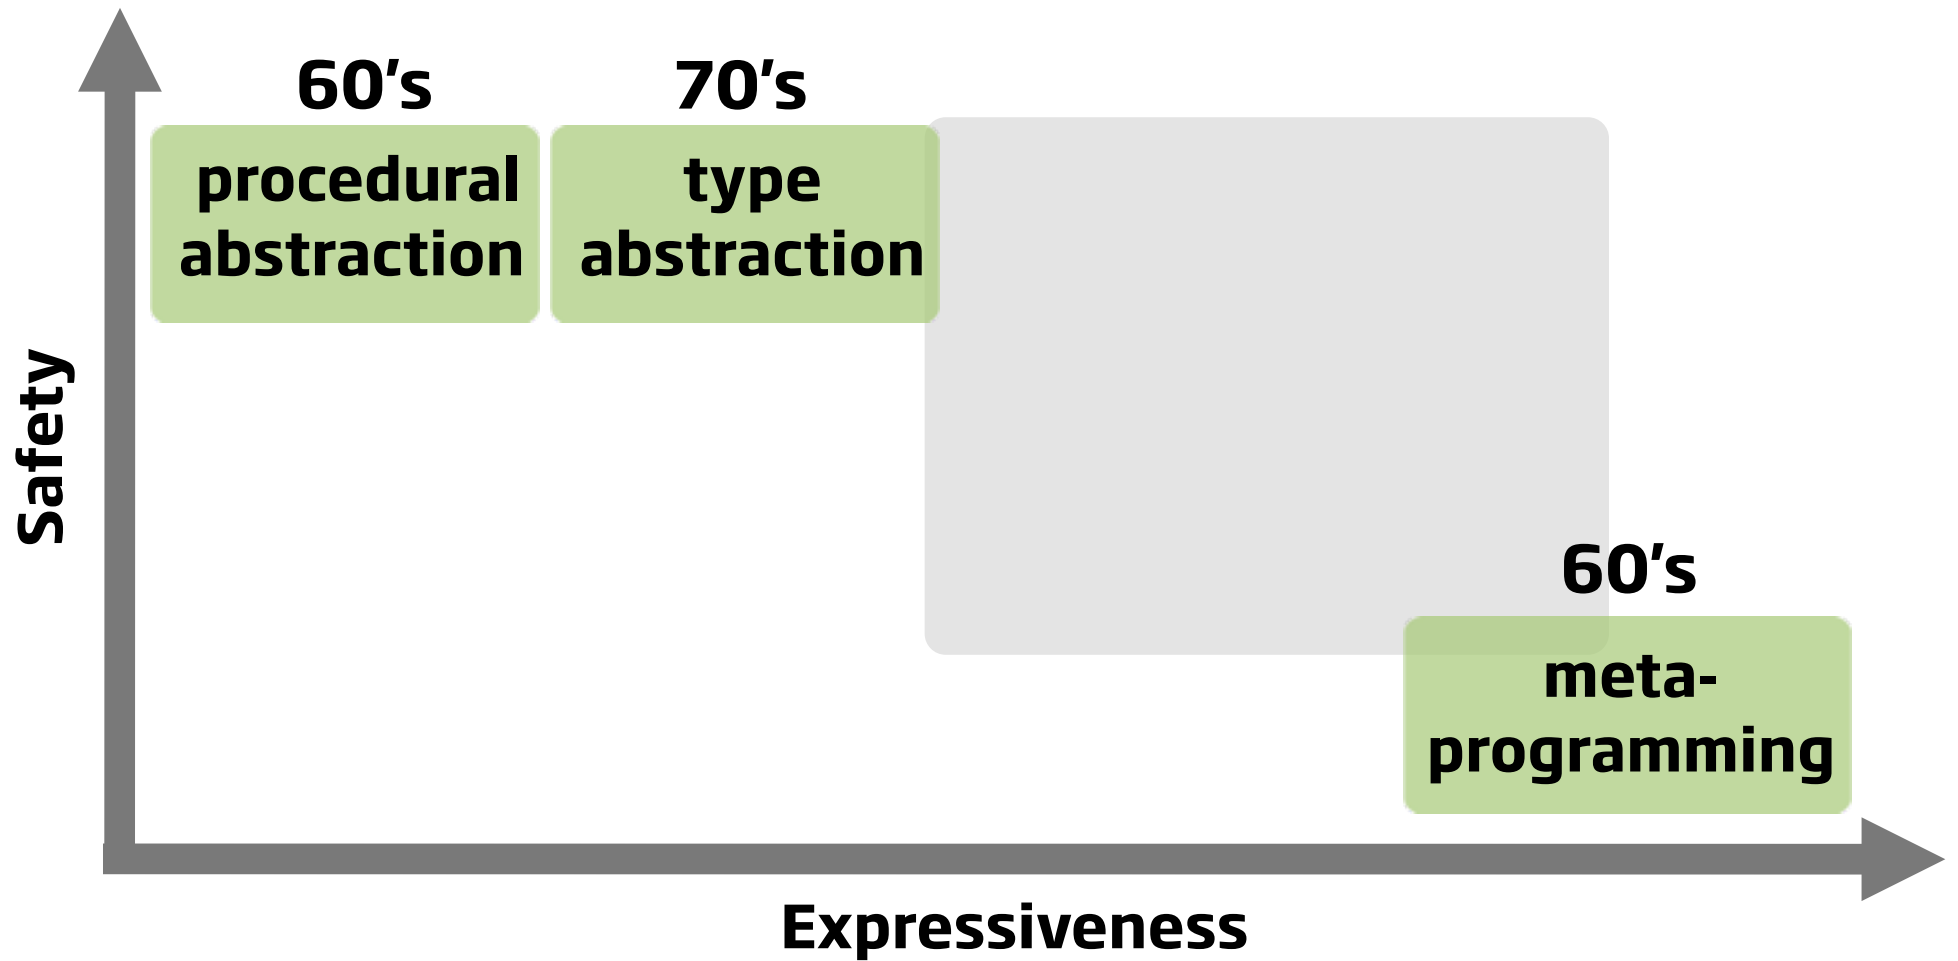 60's
70's
procedural
abstraction
type
abstraction
Safety
60's
meta-
programming
Expressiveness